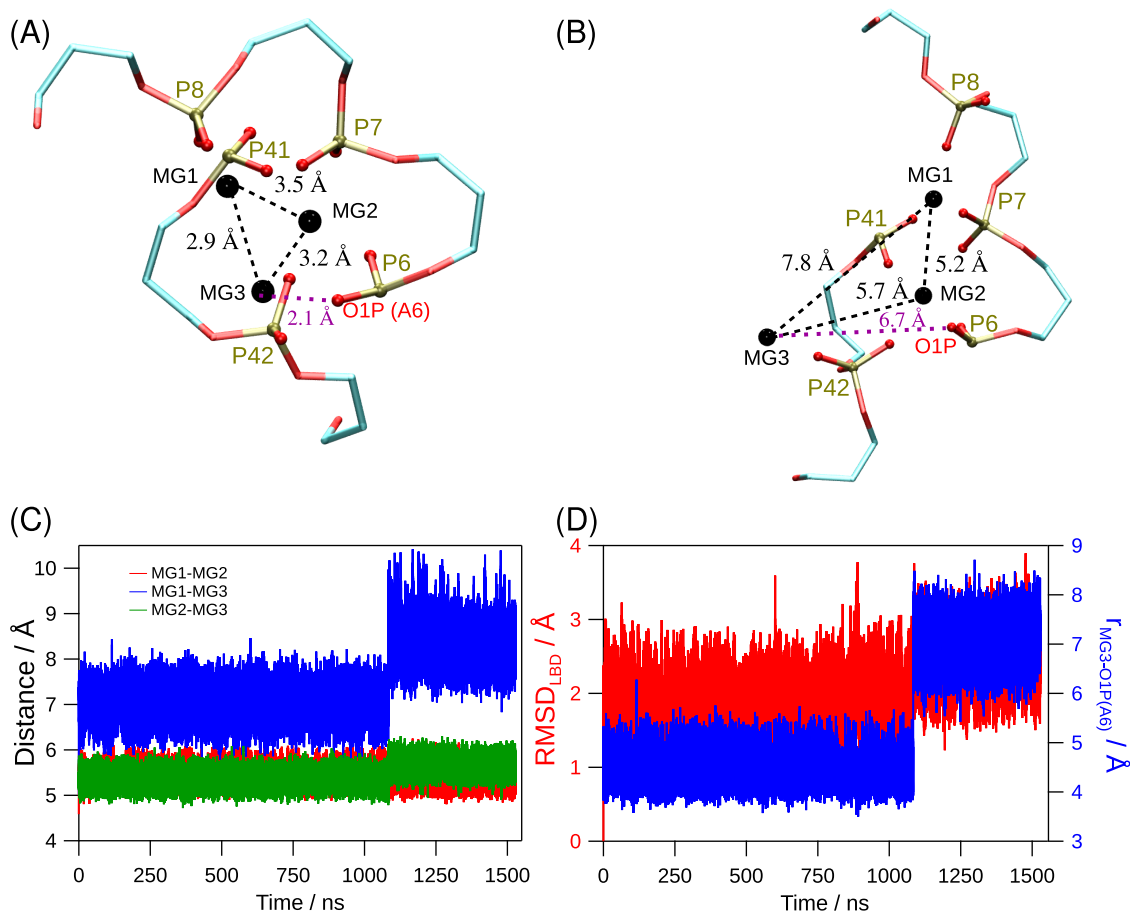 (A)
P8
P7
P41
MG1
3.5 Å
MG2
2.9 Å
3.2 Å
P6
MG3
O1P (A6)
2.1 Å
P42
(B)
P8
MG1
P7
P41
7.8 Å
5.2 Å
5.7 Å
MG2
6.7 Å
P6
MG3
O1P
P42
(C)
10
9
8
7
6
5
4
Distance / Å
MG1-MG2
MG1-MG3
MG2-MG3
0
250
500
750
1000
1250
1500
Time / ns
(D)
4
3
2
1
0
RMSD_LBD / Å
9
8
7
6
5
4
3
r_MG3-O1P(A6) / Å
0
250
500
750
1000
1250
1500
Time / ns